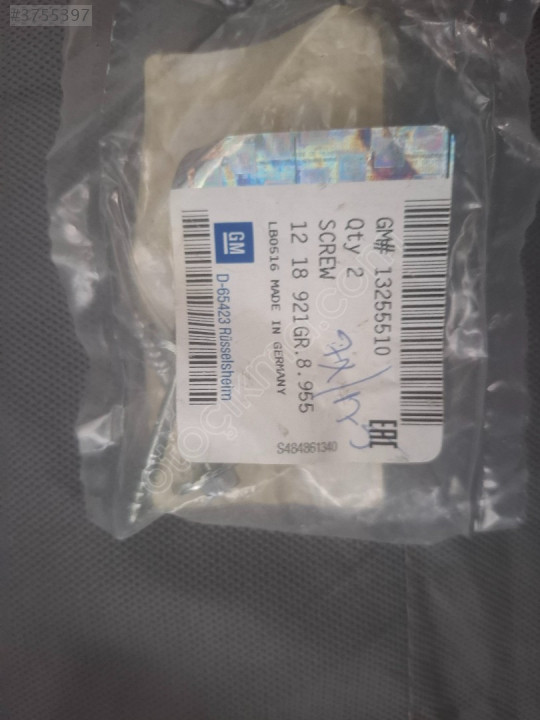 #3755397
GM# 13255510
Qty 2
SCREW
12 18 921GR.8.955
LB0516 MADE IN GERMANY
GM
D-65423 Rüsselsheim
EAC
S484861340